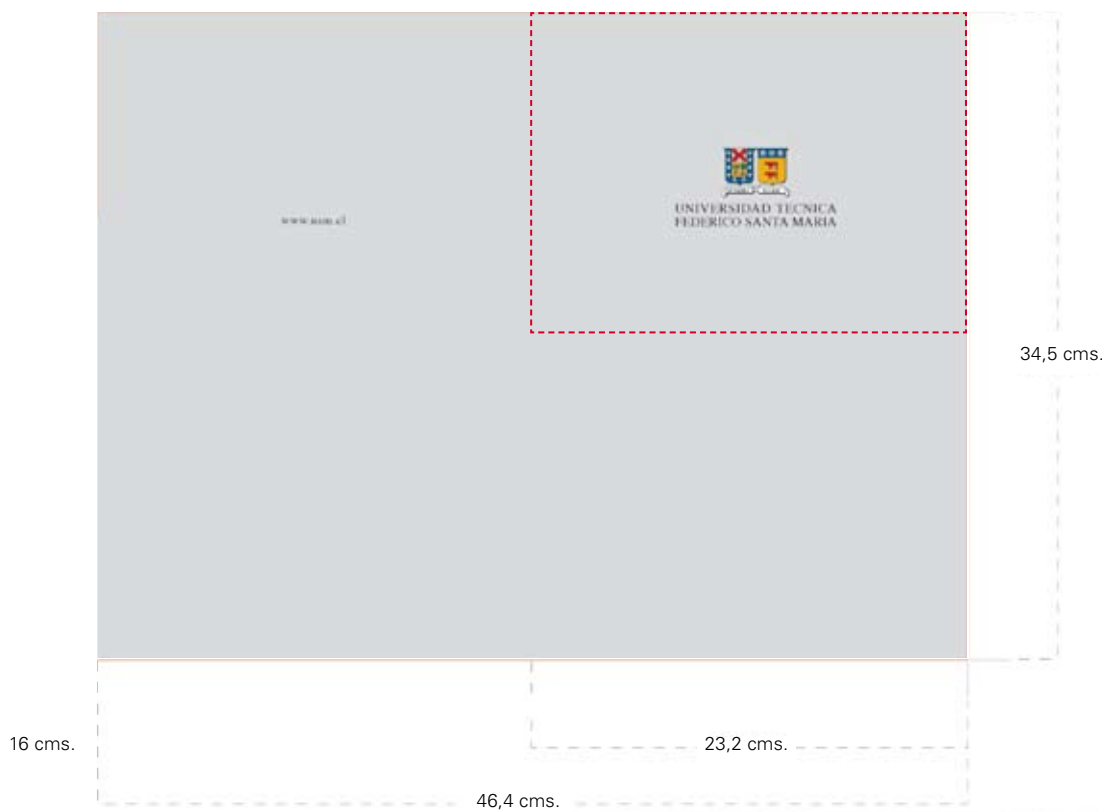 www.usm.cl
UNIVERSIDAD TECNICA
FEDERICO SANTA MARIA
34,5 cms.
16 cms.
23,2 cms.
46,4 cms.